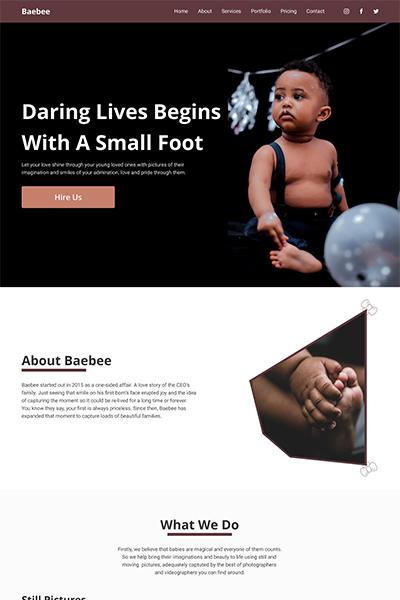 Baebee
Home About Services Portfolio Pricing Contact
Daring Lives Begins
With A Small Foot
Let your love shine through your young loved ones with pictures of their
imagination and smiles of your admiration, love and pride through them.
Hire Us
About Baebee
Baebee started out in 2015 as a one-sided affair. A love story of the CEO's
family. Just seeing that smile on his first born's face erupted joy and the idea
of capturing the moment so it could be re-lived for a long time or forever.
You know they say, your first is always priceless. Since then, Baebee has
expanded that moment to capture loads of beautiful families.
What We Do
Firstly, we believe that babies are magical and everyone of them counts.
So we help bring their imaginations and beauty to life using still and
moving pictures, adequately captured by the best of photographers
and videographers you can find around.
Still Pictures